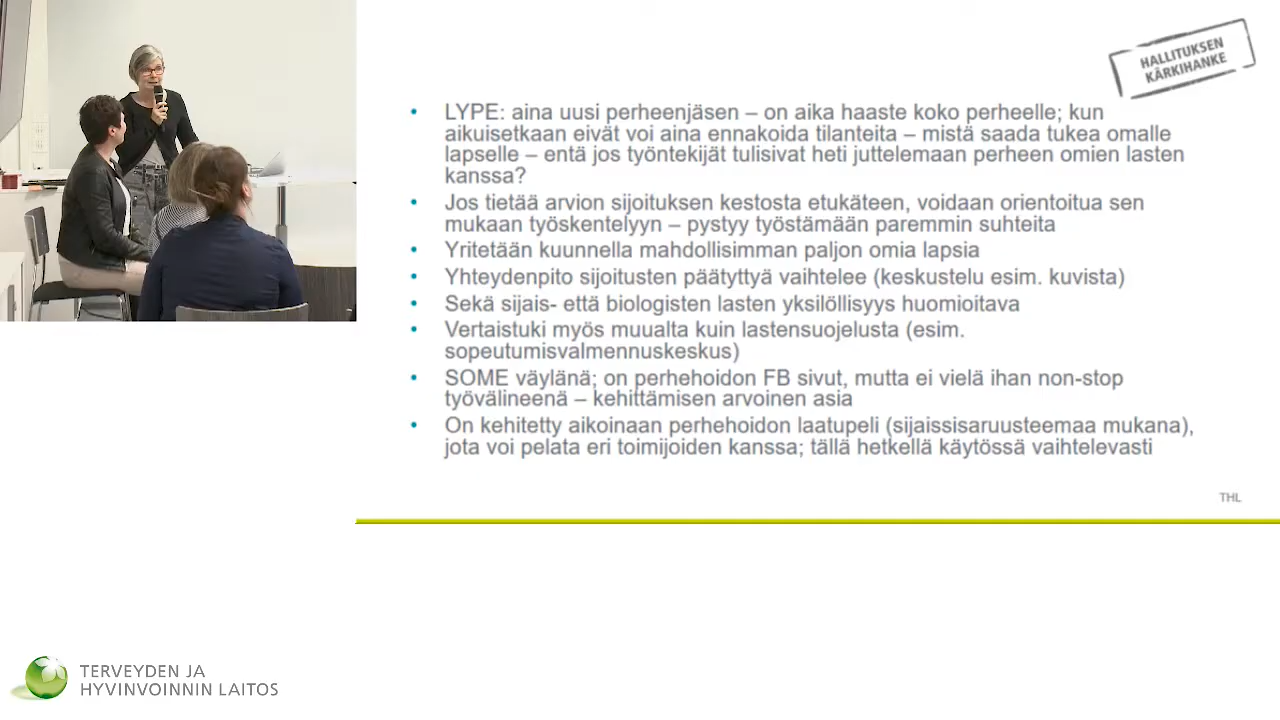 HALLITUKSEN
KÄRKIHANKE
• LYPE: aina uusi perheenjäsen – on aika haaste koko perheelle; kun
aikuisetkaan eivät voi aina ennakoida tilanteita – mistä saada tukea omalle
lapselle – entä jos työntekijät tulisivat heti juttelemaan perheen omien lasten
kanssa?
• Jos tietää arvion sijoituksen kestosta etukäteen, voidaan orientoitua sen
mukaan työskentelyyn – pystyy työstämään paremmin suhteita
• Yritetään kuunnella mahdollisimman paljon omia lapsia
• Yhteydenpito sijoitusten päätyttyä vaihtelee (keskustelu esim. kuvista)
• Sekä sijais- että biologisten lasten yksilöllisyys huomioitava
• Vertaistuki myös muualta kuin lastensuojelusta (esim.
sopeutumisvalmennuskeskus)
• SOME väylänä; on perhehoidon FB sivut, mutta ei vielä ihan non-stop
työvälineenä – kehittämisen arvoinen asia
• On kehitetty aikoinaan perhehoidon laatupeli (sijaissisaruusteemaa mukana),
jota voi pelata eri toimijoiden kanssa; tällä hetkellä käytössä vaihtelevasti
THL
TERVEYDEN JA
HYVINVOINNIN LAITOS